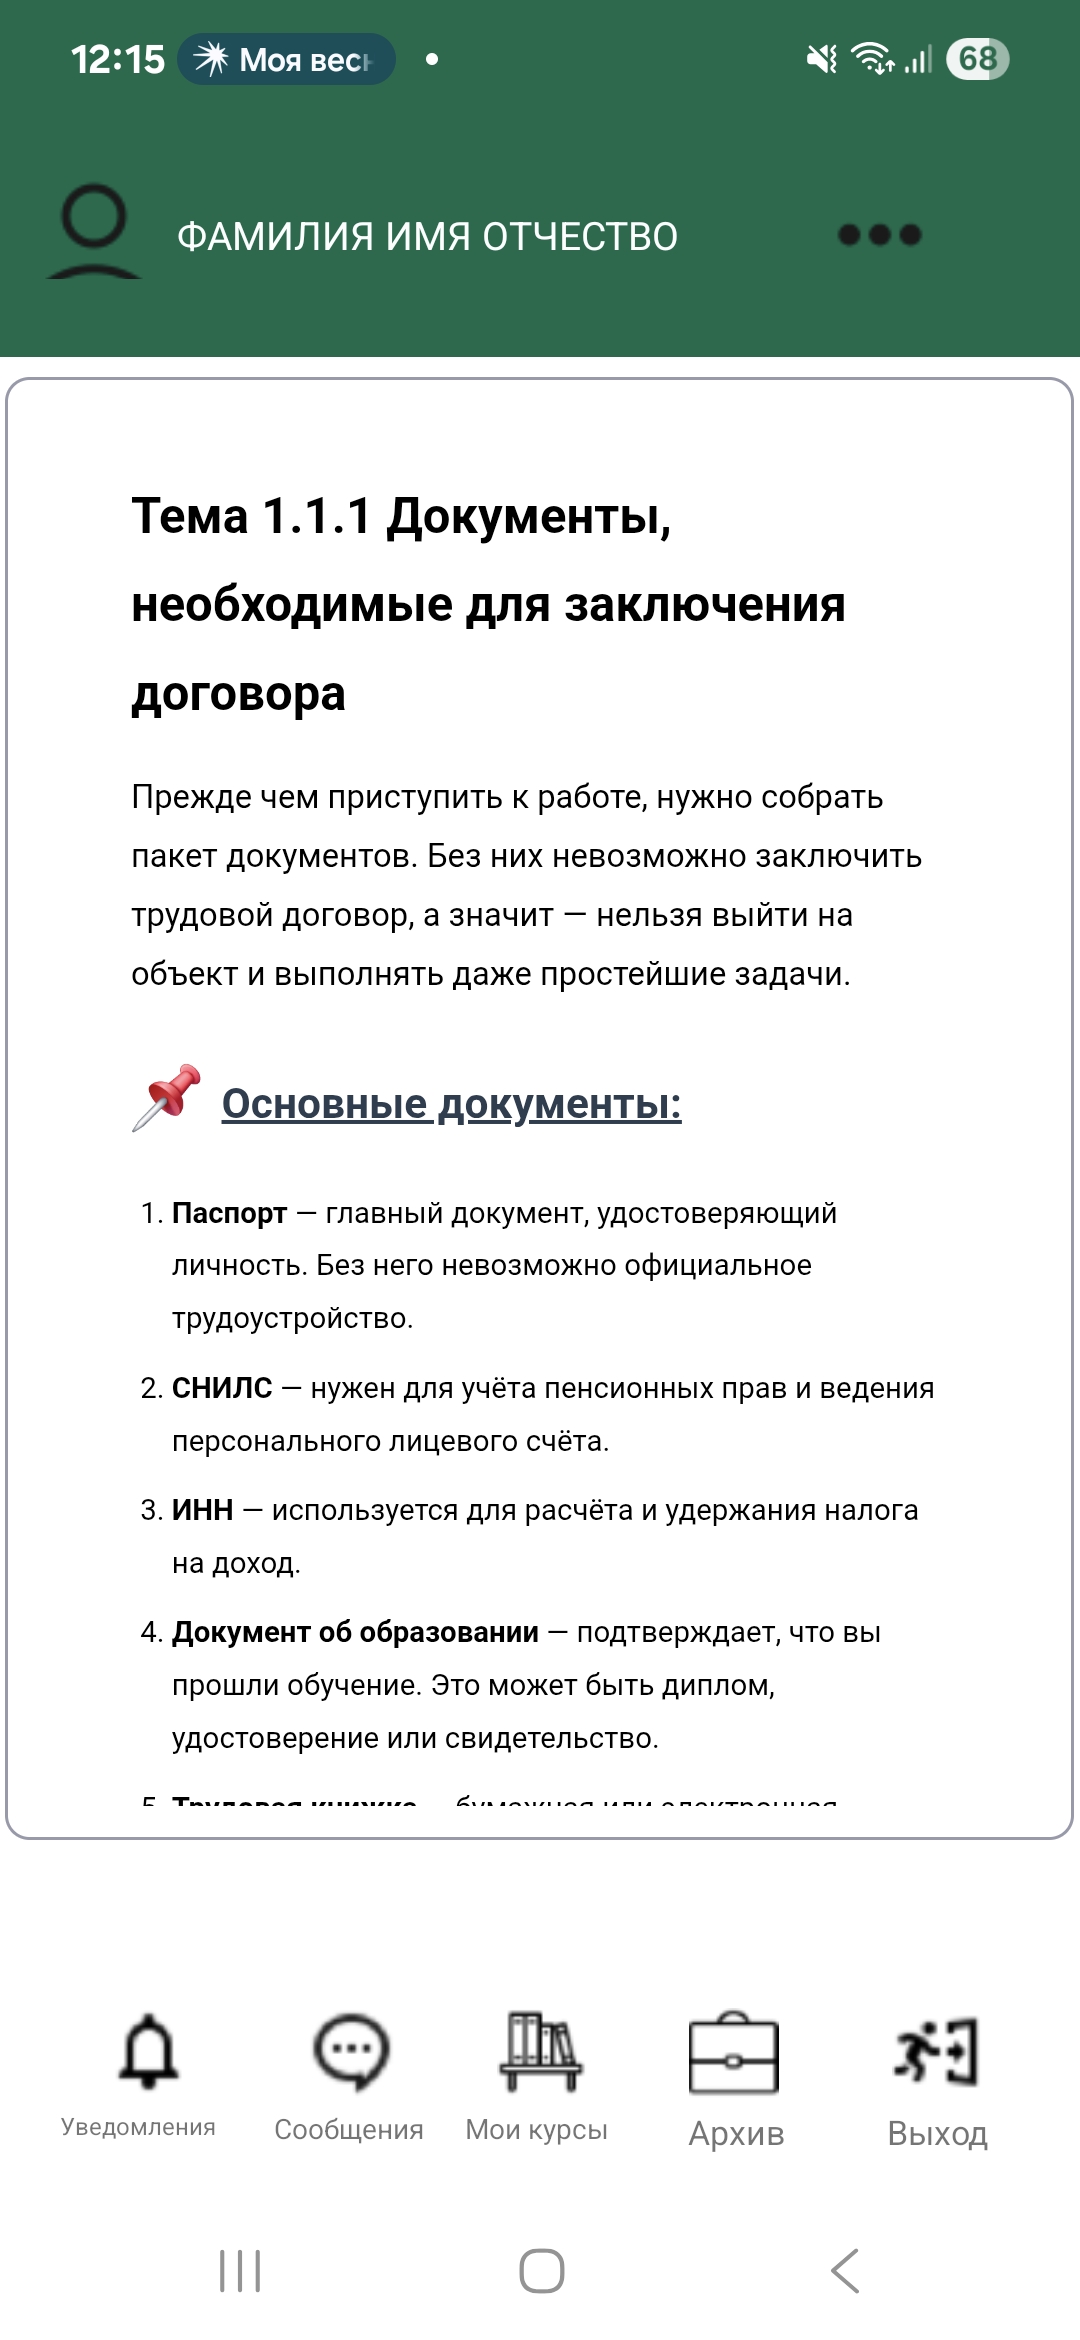 12:15 Моя вес 68
ФАМИЛИЯ ИМЯ ОТЧЕСТВО
Тема 1.1.1 Документы,
необходимые для заключения
договора
Прежде чем приступить к работе, нужно собрать
пакет документов. Без них невозможно заключить
трудовой договор, а значит — нельзя выйти на
объект и выполнять даже простейшие задачи.
Основные документы:
1. Паспорт — главный документ, удостоверяющий
личность. Без него невозможно официальное
трудоустройство.
2. СНИЛС — нужен для учёта пенсионных прав и ведения
персонального лицевого счёта.
3. ИНН — используется для расчёта и удержания налога
на доход.
4. Документ об образовании — подтверждает, что вы
прошли обучение. Это может быть диплом,
удостоверение или свидетельство.
5. Трудовая книжка — бумажная или электронная
Уведомления Сообщения Мои курсы Архив Выход